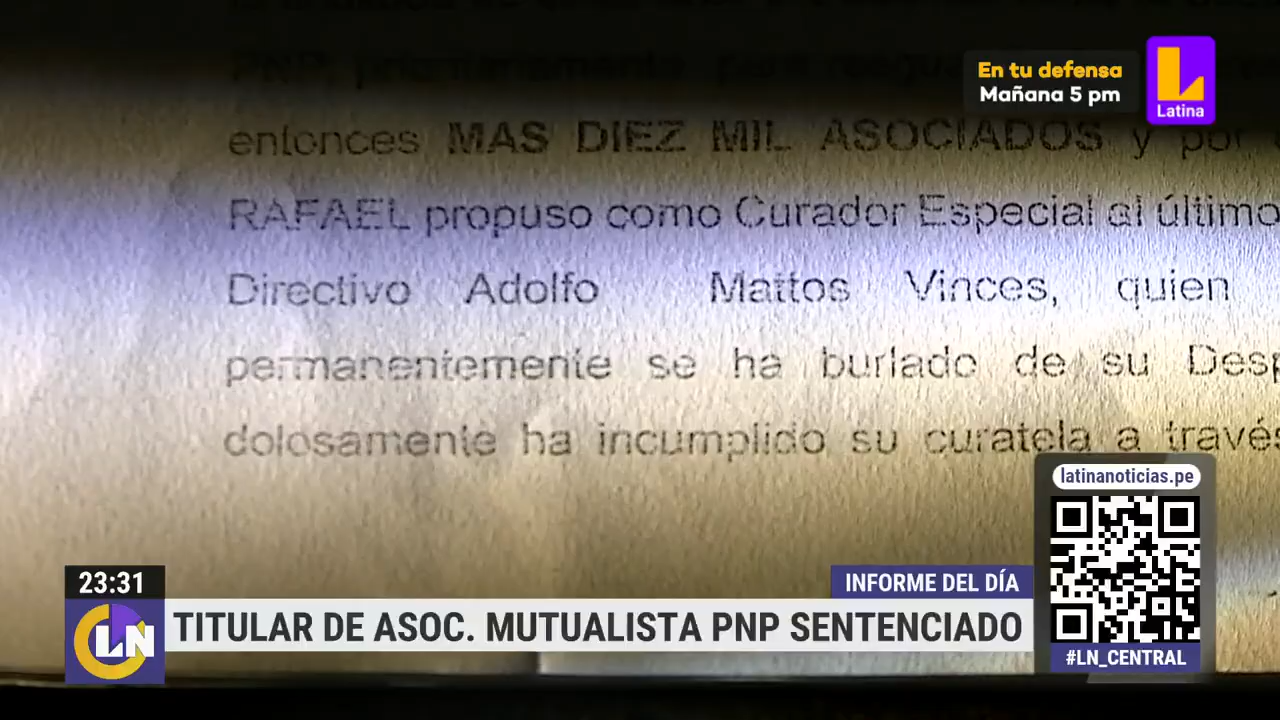 En tu defensa
Mañana 5 pm
Latina
entonces MAS DIEZ MIL ASOCIADOS y por
RAFAEL propuso como Curador Especial al último
Directivo Adolfo Mattos Vinces, quien
permanentemente se ha burlado de su
dolosamente ha incumplido su curatela a través
latinanoticias.pe
23:31
INFORME DEL DÍA
LN
TITULAR DE ASOC. MUTUALISTA PNP SENTENCIADO
#LN_CENTRAL